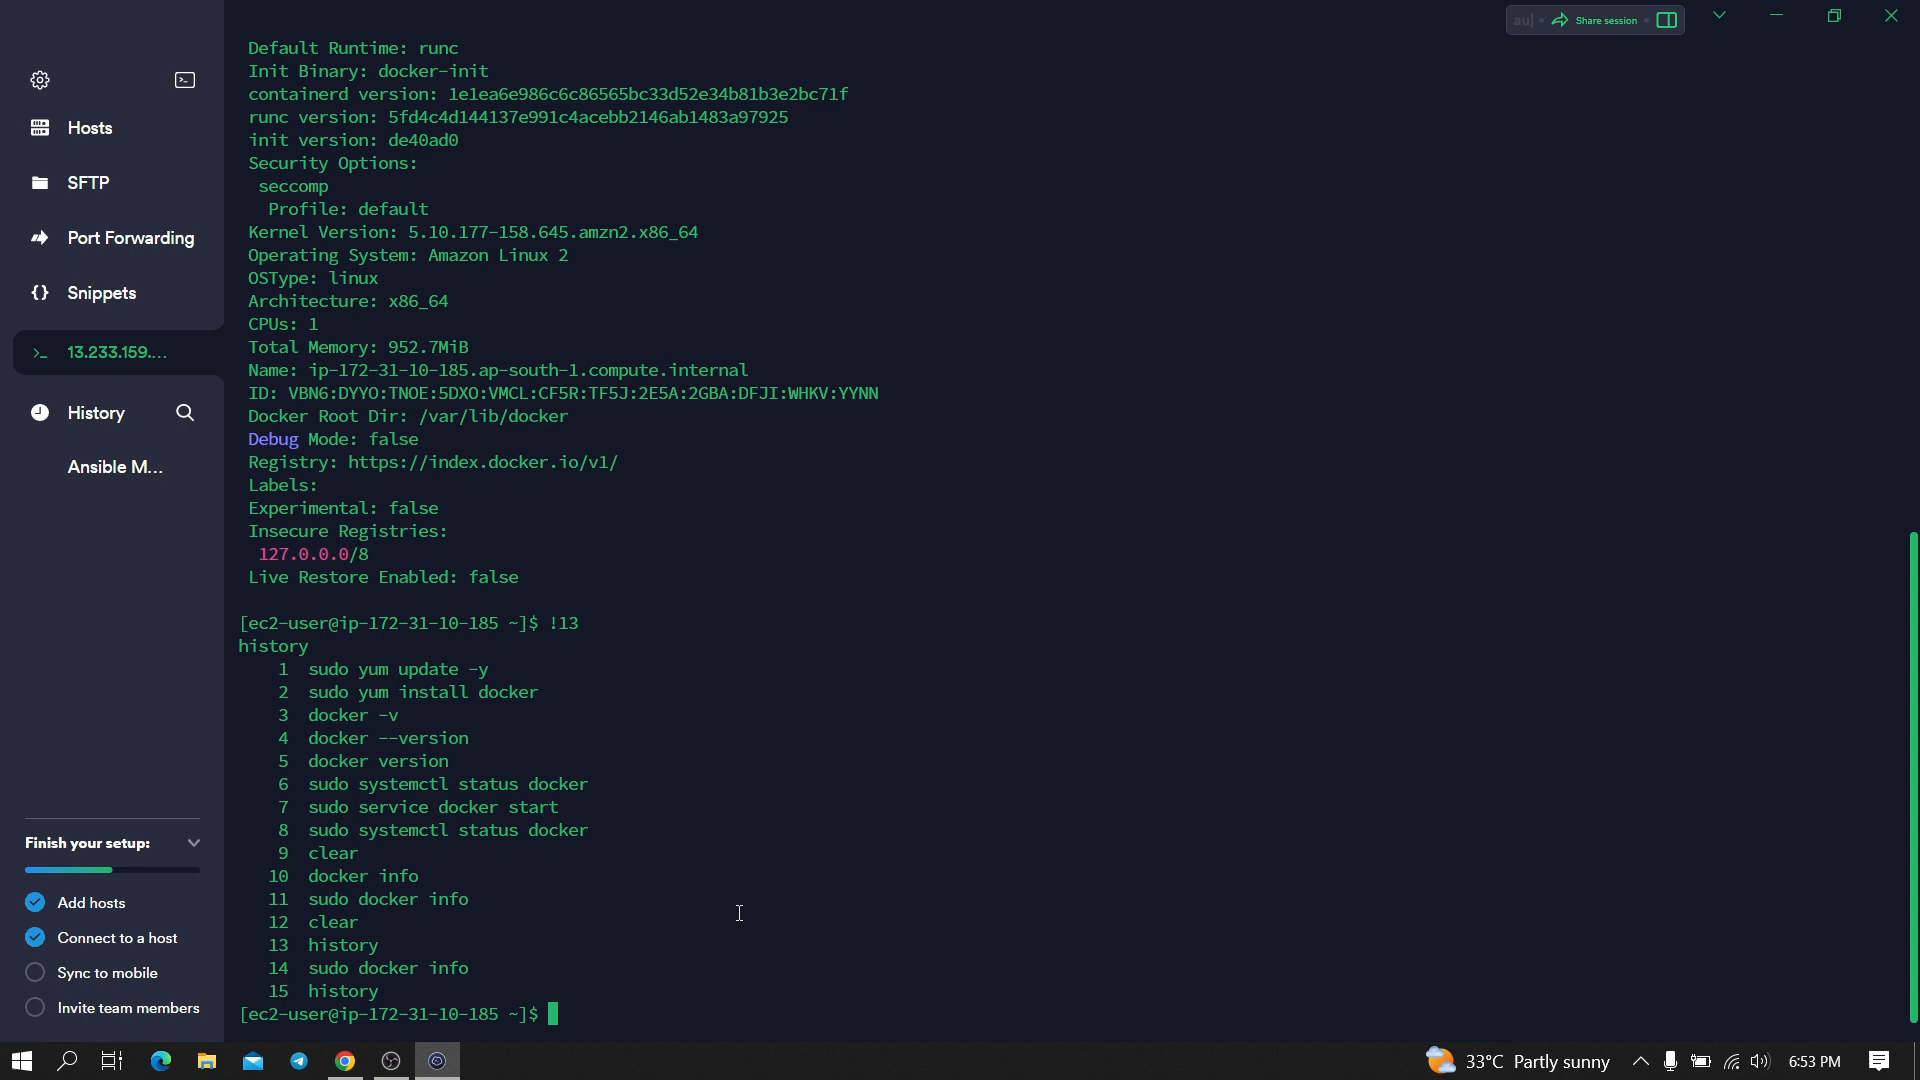 au
Share session
Hosts
SFTP
Port Forwarding
Snippets
13.233.159....
History
Ansible M...
Finish your setup:
Add hosts
Connect to a host
Sync to mobile
Invite team members
Default Runtime: runc
Init Binary: docker-init
containerd version: 1e1ea6e986c6c86565bc33d52e34b81b3e2bc71f
runc version: 5fd4c4d144137e991c4acebb2146ab1483a97925
init version: de40ad0
Security Options:
seccomp
Profile: default
Kernel Version: 5.10.177-158.645.amzn2.x86_64
Operating System: Amazon Linux 2
OSType: linux
Architecture: x86_64
CPUs: 1
Total Memory: 952.7MiB
Name: ip-172-31-10-185.ap-south-1.compute.internal
ID: VBN6:DYYO:TNOE:5DXO:VMCL:CF5R:TF5J:2E5A:2GBA:DFJI:WHKV:YYNN
Docker Root Dir: /var/lib/docker
Debug Mode: false
Registry: https://index.docker.io/v1/
Labels:
Experimental: false
Insecure Registries:
127.0.0.0/8
Live Restore Enabled: false
[ec2-user@ip-172-31-10-185 ~]$ !13
history
1 sudo yum update -y
2 sudo yum install docker
3 docker -v
4 docker --version
5 docker version
6 sudo systemctl status docker
7 sudo service docker start
8 sudo systemctl status docker
9 clear
10 docker info
11 sudo docker info
12 clear
13 history
14 sudo docker info
15 history
[ec2-user@ip-172-31-10-185 ~]$
33°C Partly sunny
6:53 PM